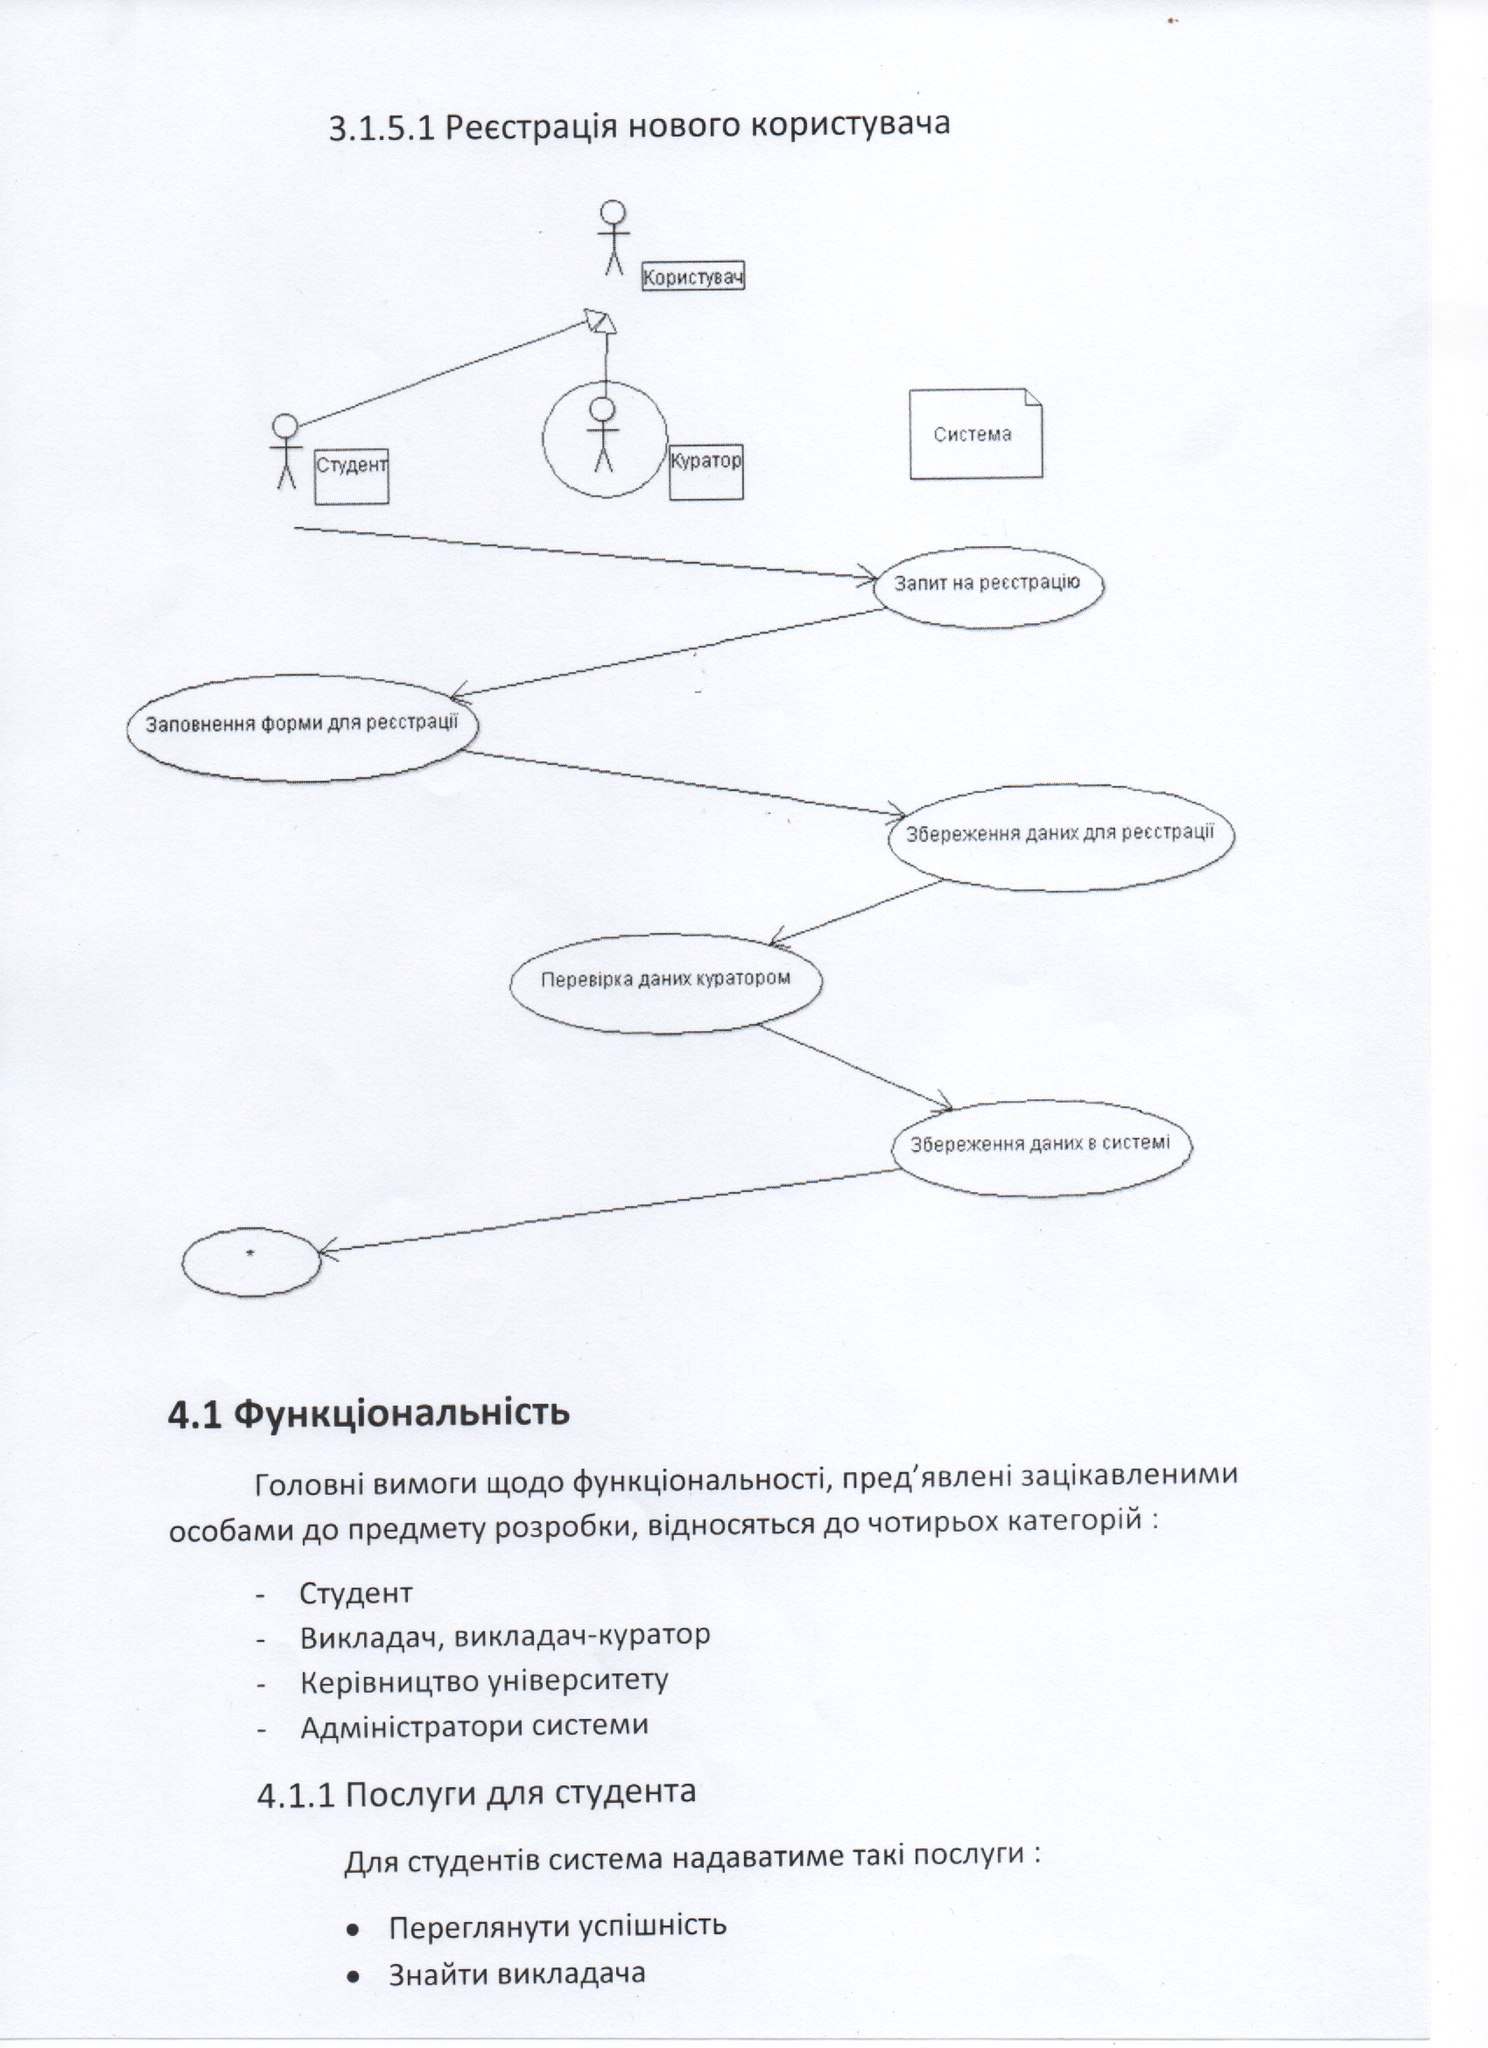 3.1.5.1 Реєстрація нового користувача
Користувач
Студент
Куратор
Система
Запит на реєстрацію
Заповнення форми для реєстрації
Збереження даних для реєстрації
Перевірка даних куратором
Збереження даних в системі
*
4.1 Функціональність
Головні вимоги щодо функціональності, пред’явлені зацікавленими
особами до предмету розробки, відносяться до чотирьох категорій :
- Студент
- Викладач, викладач-куратор
- Керівництво університету
- Адміністратори системи
4.1.1 Послуги для студента
Для студентів система надаватиме такі послуги :
• Переглянути успішність
• Знайти викладача